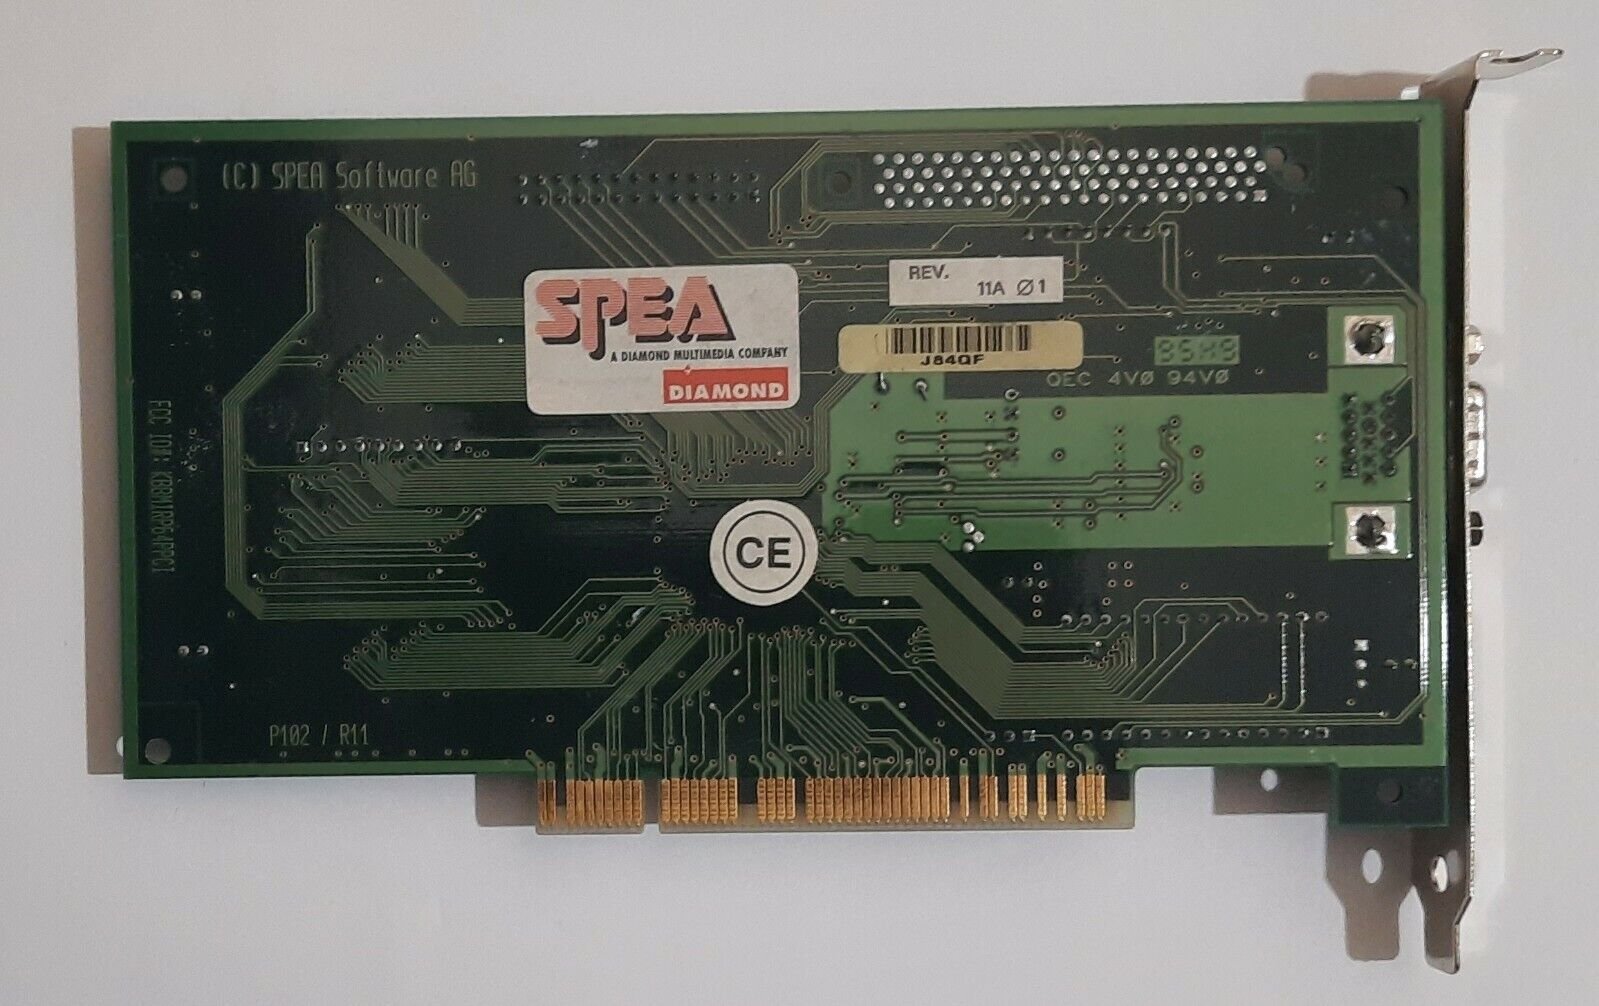 (C) SPEA Software AG
SPEA
A DIAMOND MULTIMEDIA COMPANY
DIAMOND
REV.
11A Ø1
J84QF
QEC 4VØ 94VØ
CE
P102 / R11